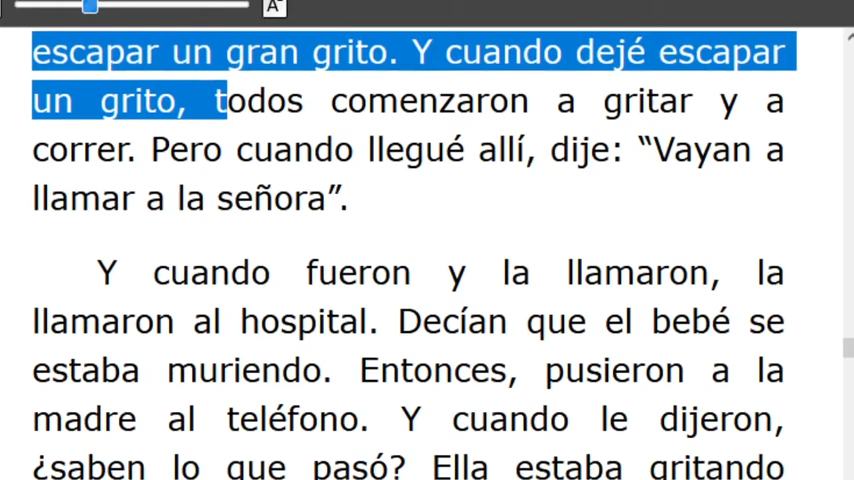 A
escapar un gran grito. Y cuando dejé escapar
un grito, todos comenzaron a gritar y a
correr. Pero cuando llegué allí, dije: “Vayan a
llamar a la señora”.
Y cuando fueron y la llamaron, la
llamaron al hospital. Decían que el bebé se
estaba muriendo. Entonces, pusieron a la
madre al teléfono. Y cuando le dijeron,
¿saben lo que pasó? Ella estaba gritando